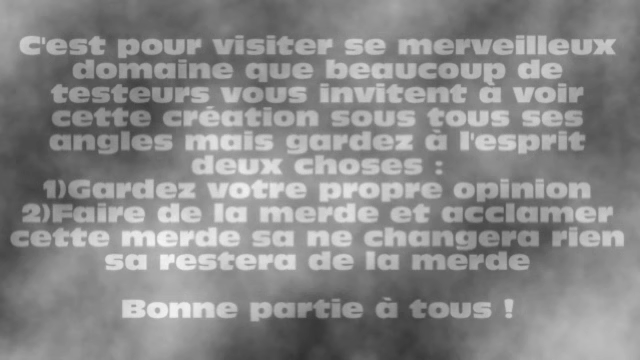 C'est pour visiter se merveilleux
domaine que beaucoup de
testeurs vous invitent à voir
cette création sous tous ses
angles mais gardez à l'esprit
deux choses :
1)Gardez votre propre opinion
2)Faire de la merde et acclamer
cette merde sa ne changera rien
sa restera de la merde
Bonne partie à tous !